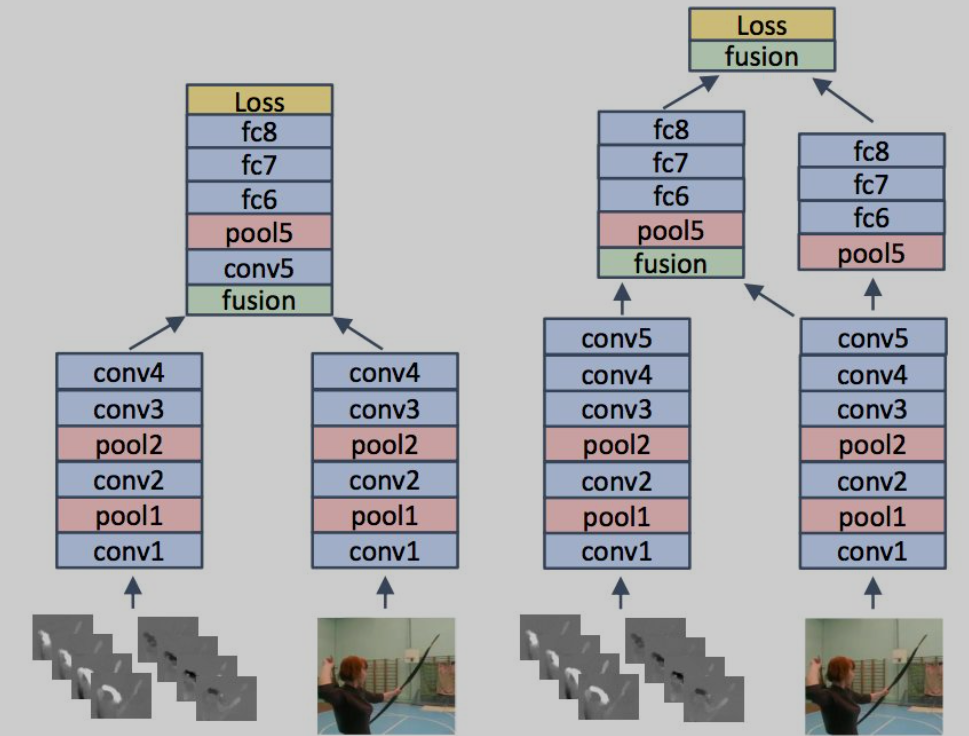 Loss
fc8
fc7
fc6
pool5
conv5
fusion
conv4
conv3
pool2
conv2
pool1
conv1
conv4
conv3
pool2
conv2
pool1
conv1
Loss
fusion
fc8
fc7
fc6
pool5
fusion
fc8
fc7
fc6
pool5
conv5
conv4
conv3
pool2
conv2
pool1
conv1
conv5
conv4
conv3
pool2
conv2
pool1
conv1